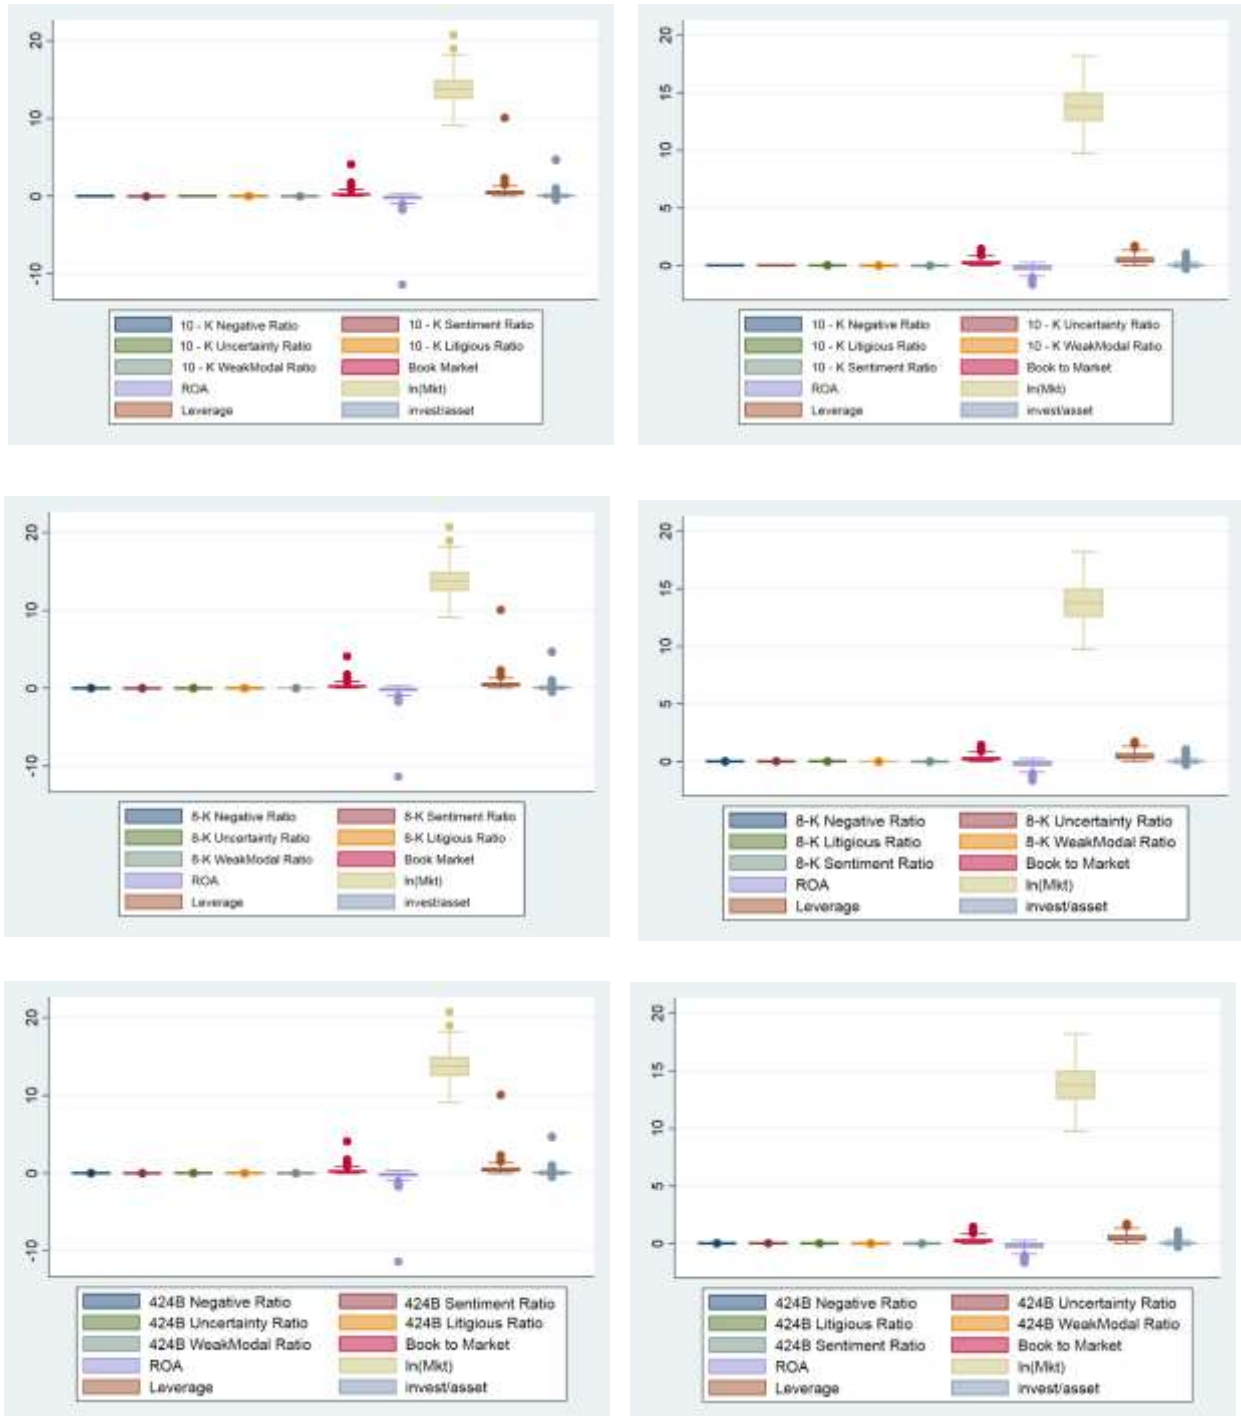 20
10
0
-10
10 - K Negative Ratio 10 - K Sentiment Ratio
10 - K Uncertainty Ratio 10 - K Litigious Ratio
10 - K WeakModal Ratio Book Market
ROA ln(Mkt)
Leverage invest/asset
20
15
10
5
0
10 - K Negative Ratio 10 - K Uncertainty Ratio
10 - K Litigious Ratio 10 - K WeakModal Ratio
10 - K Sentiment Ratio Book to Market
ROA ln(Mkt)
Leverage invest/asset
20
10
0
-10
8-K Negative Ratio 8-K Sentiment Ratio
8-K Uncertainty Ratio 8-K Litigious Ratio
8-K WeakModal Ratio Book Market
ROA ln(Mkt)
Leverage invest/asset
20
15
10
5
0
8-K Negative Ratio 8-K Uncertainty Ratio
8-K Litigious Ratio 8-K WeakModal Ratio
8-K Sentiment Ratio Book to Market
ROA ln(Mkt)
Leverage invest/asset
20
10
0
-10
424B Negative Ratio 424B Sentiment Ratio
424B Uncertainty Ratio 424B Litigious Ratio
424B WeakModal Ratio Book to Market
ROA ln(Mkt)
Leverage invest/asset
20
15
10
5
0
424B Negative Ratio 424B Uncertainty Ratio
424B Litigious Ratio 424B WeakModal Ratio
424B Sentiment Ratio Book to Market
ROA ln(Mkt)
Leverage invest/asset